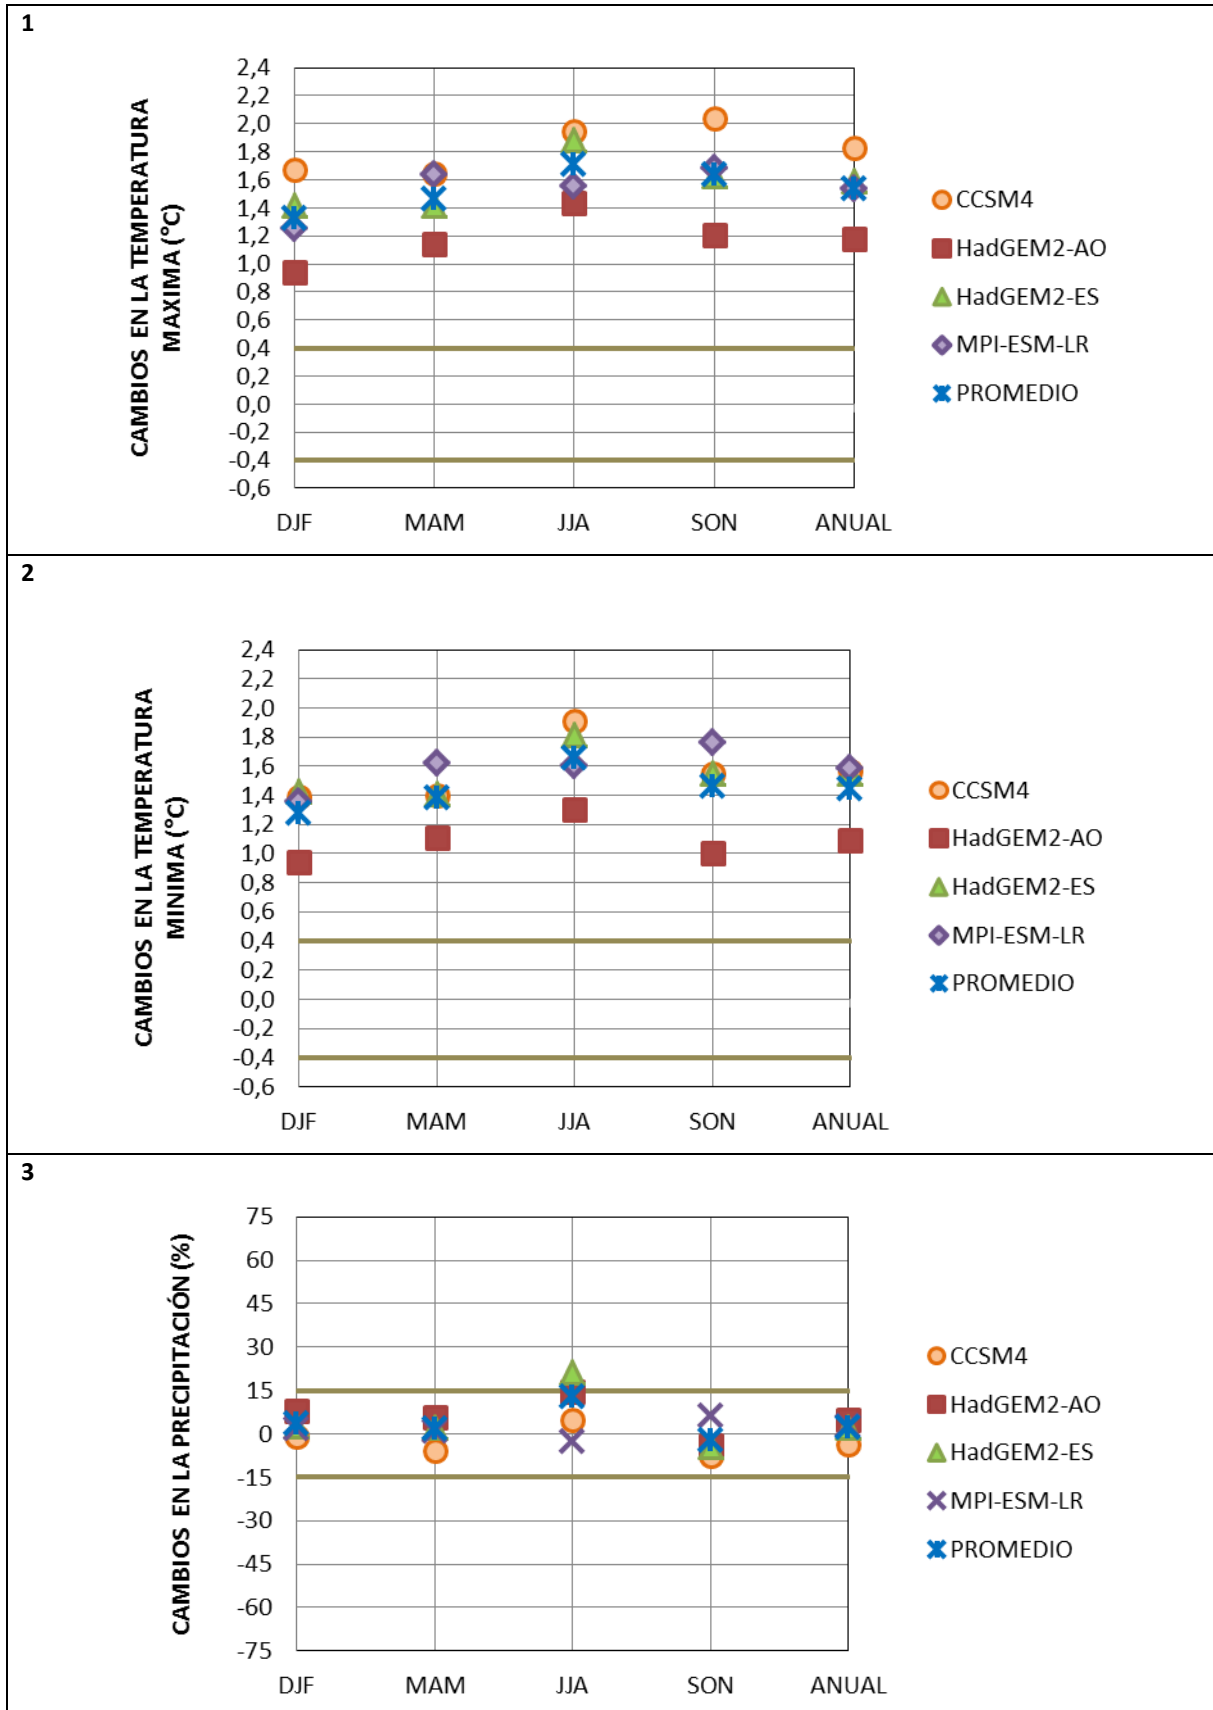 1
CAMBIOS EN LA TEMPERATURA
MAXIMA (°C)
2,4
2,2
2,0
1,8
1,6
1,4
1,2
1,0
0,8
0,6
0,4
0,2
0,0
-0,2
-0,4
-0,6
DJF MAM JJA SON ANUAL
CCSM4
HadGEM2-AO
HadGEM2-ES
MPI-ESM-LR
PROMEDIO
2
CAMBIOS EN LA TEMPERATURA
MINIMA (°C)
2,4
2,2
2,0
1,8
1,6
1,4
1,2
1,0
0,8
0,6
0,4
0,2
0,0
-0,2
-0,4
-0,6
DJF MAM JJA SON ANUAL
CCSM4
HadGEM2-AO
HadGEM2-ES
MPI-ESM-LR
PROMEDIO
3
CAMBIOS EN LA PRECIPITACIÓN (%)
75
60
45
30
15
0
-15
-30
-45
-60
-75
DJF MAM JJA SON ANUAL
CCSM4
HadGEM2-AO
HadGEM2-ES
MPI-ESM-LR
PROMEDIO